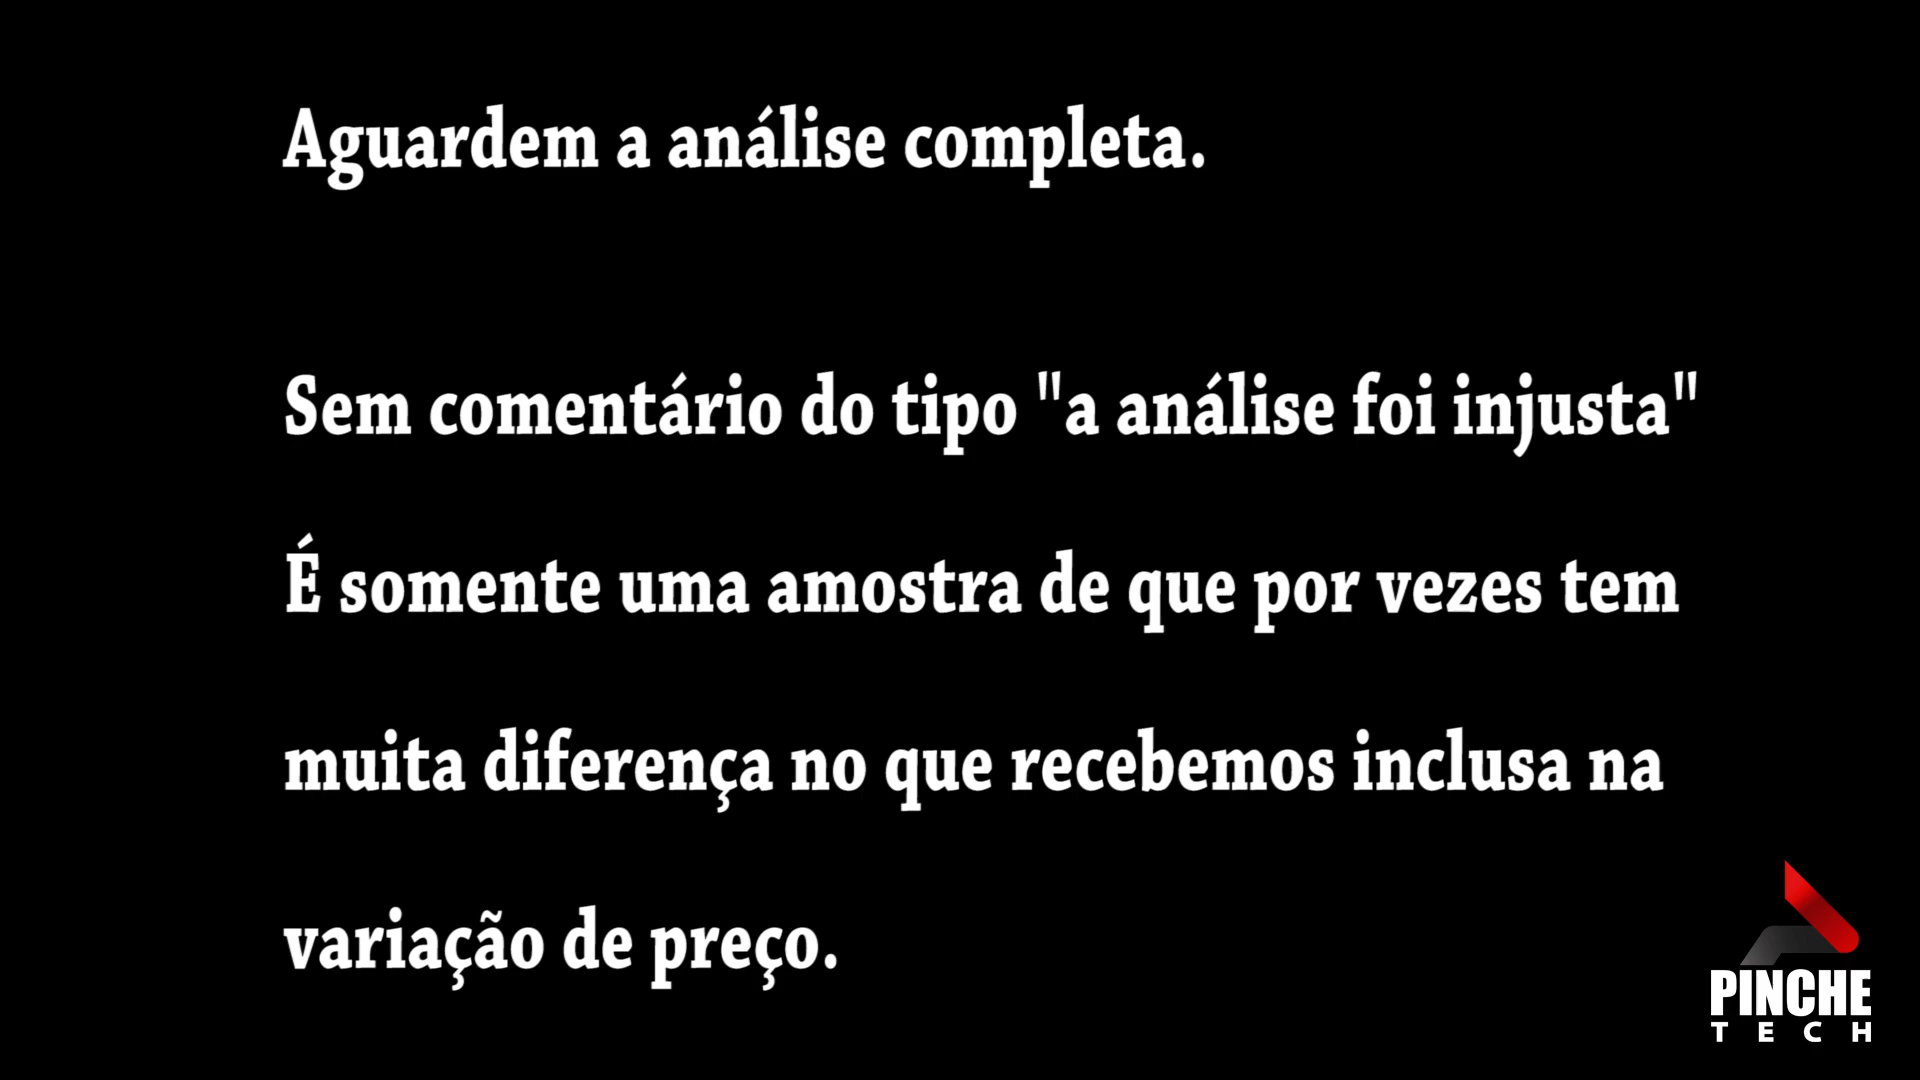 Aguardem a análise completa.
Sem comentário do tipo "a análise foi injusta"
É somente uma amostra de que por vezes tem
muita diferença no que recebemos inclusa na
variação de preço.
PINCHE
TECH